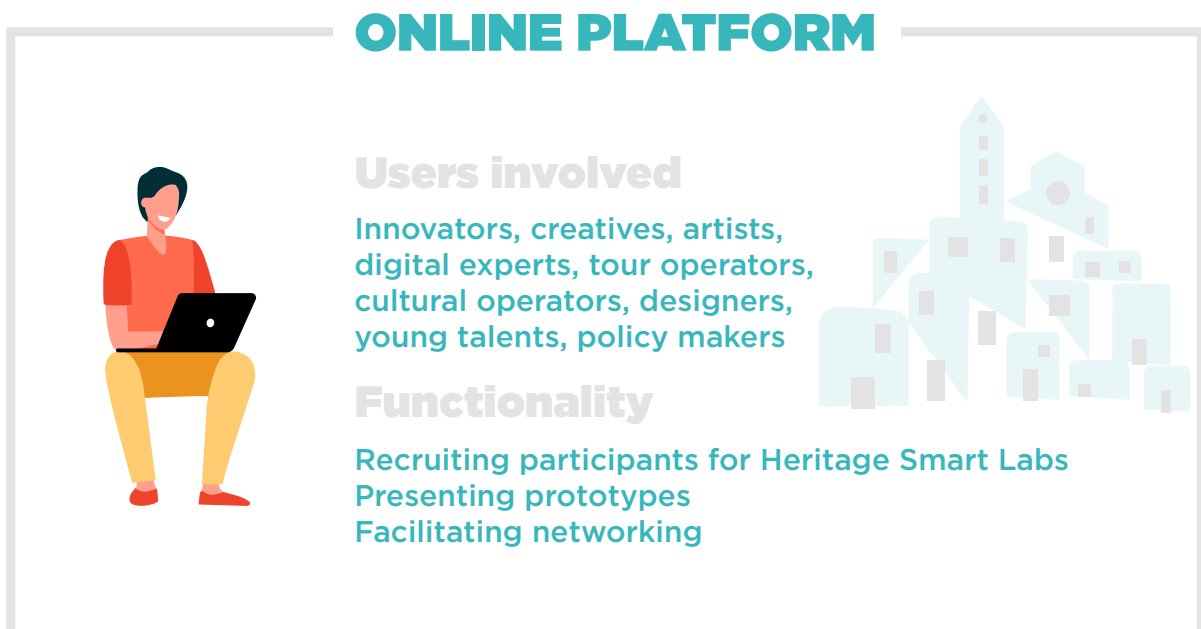 ONLINE PLATFORM
Users involved
Innovators, creatives, artists,
digital experts, tour operators,
cultural operators, designers,
young talents, policy makers
Functionality
Recruiting participants for Heritage Smart Labs
Presenting prototypes
Facilitating networking